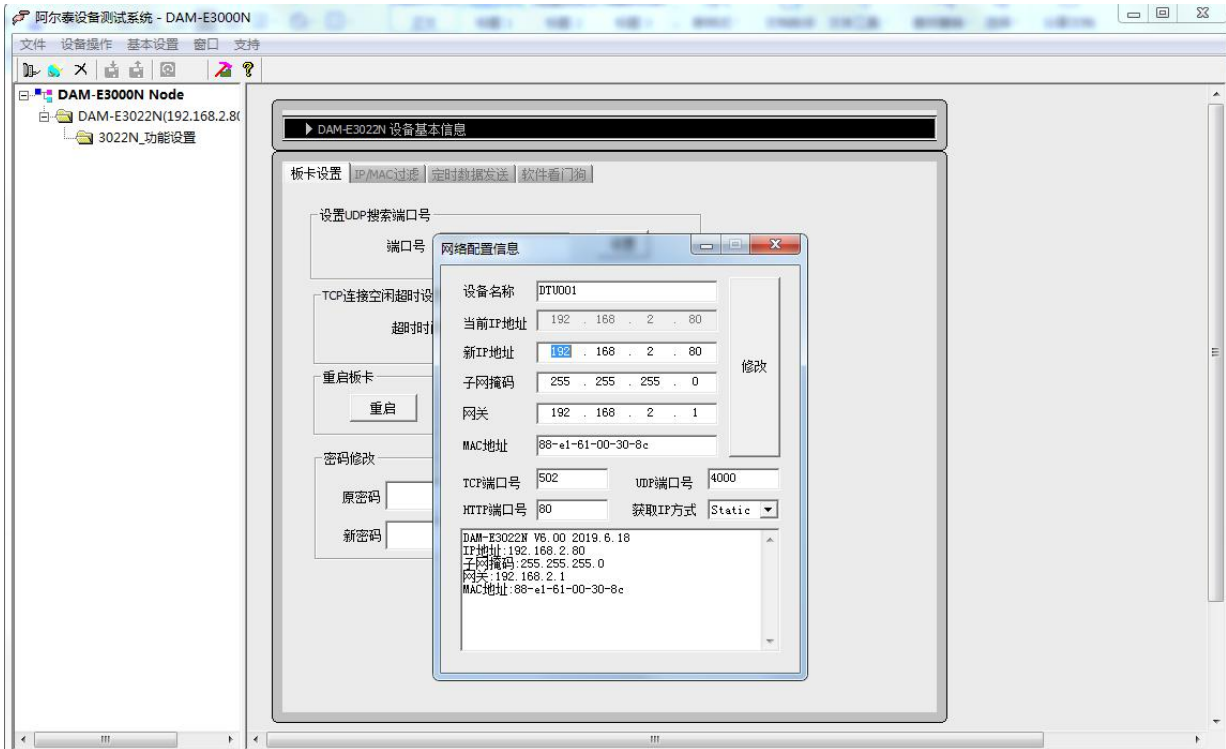 阿尔泰设备测试系统 - DAM-E3000N
文件 设备操作 基本设置 窗口 支持
DAM-E3000N Node
DAM-E3022N(192.168.2.80
3022N_功能设置
DAM-E3022N 设备基本信息
板卡设置 IP/MAC过滤 定时数据发送 软件看门狗
设置UDP搜索端口号
端口号
TCP连接空闲超时设
超时时
重启板卡
重启
密码修改
原密码
新密码
网络配置信息
设备名称 DTU001
当前IP地址 192 . 168 . 2 . 80
新IP地址 192 . 168 . 2 . 80
子网掩码 255 . 255 . 255 . 0
网关 192 . 168 . 2 . 1
MAC地址 88-e1-61-00-30-8c
修改
TCP端口号 502 UDP端口号 4000
HTTP端口号 80 获取IP方式 Static
DAM-E3022N V6.00 2019.6.18
IP地址:192.168.2.80
子网掩码:255.255.255.0
网关:192.168.2.1
MAC地址:88-e1-61-00-30-8c